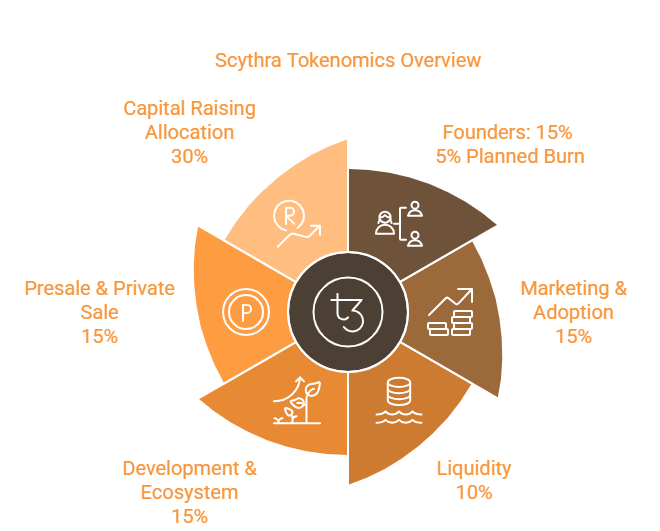 Scythra Tokenomics Overview
Capital Raising
Allocation
30%
Founders: 15%
5% Planned Burn
Presale & Private
Sale
15%
Marketing &
Adoption
15%
Development &
Ecosystem
15%
Liquidity
10%
R
P